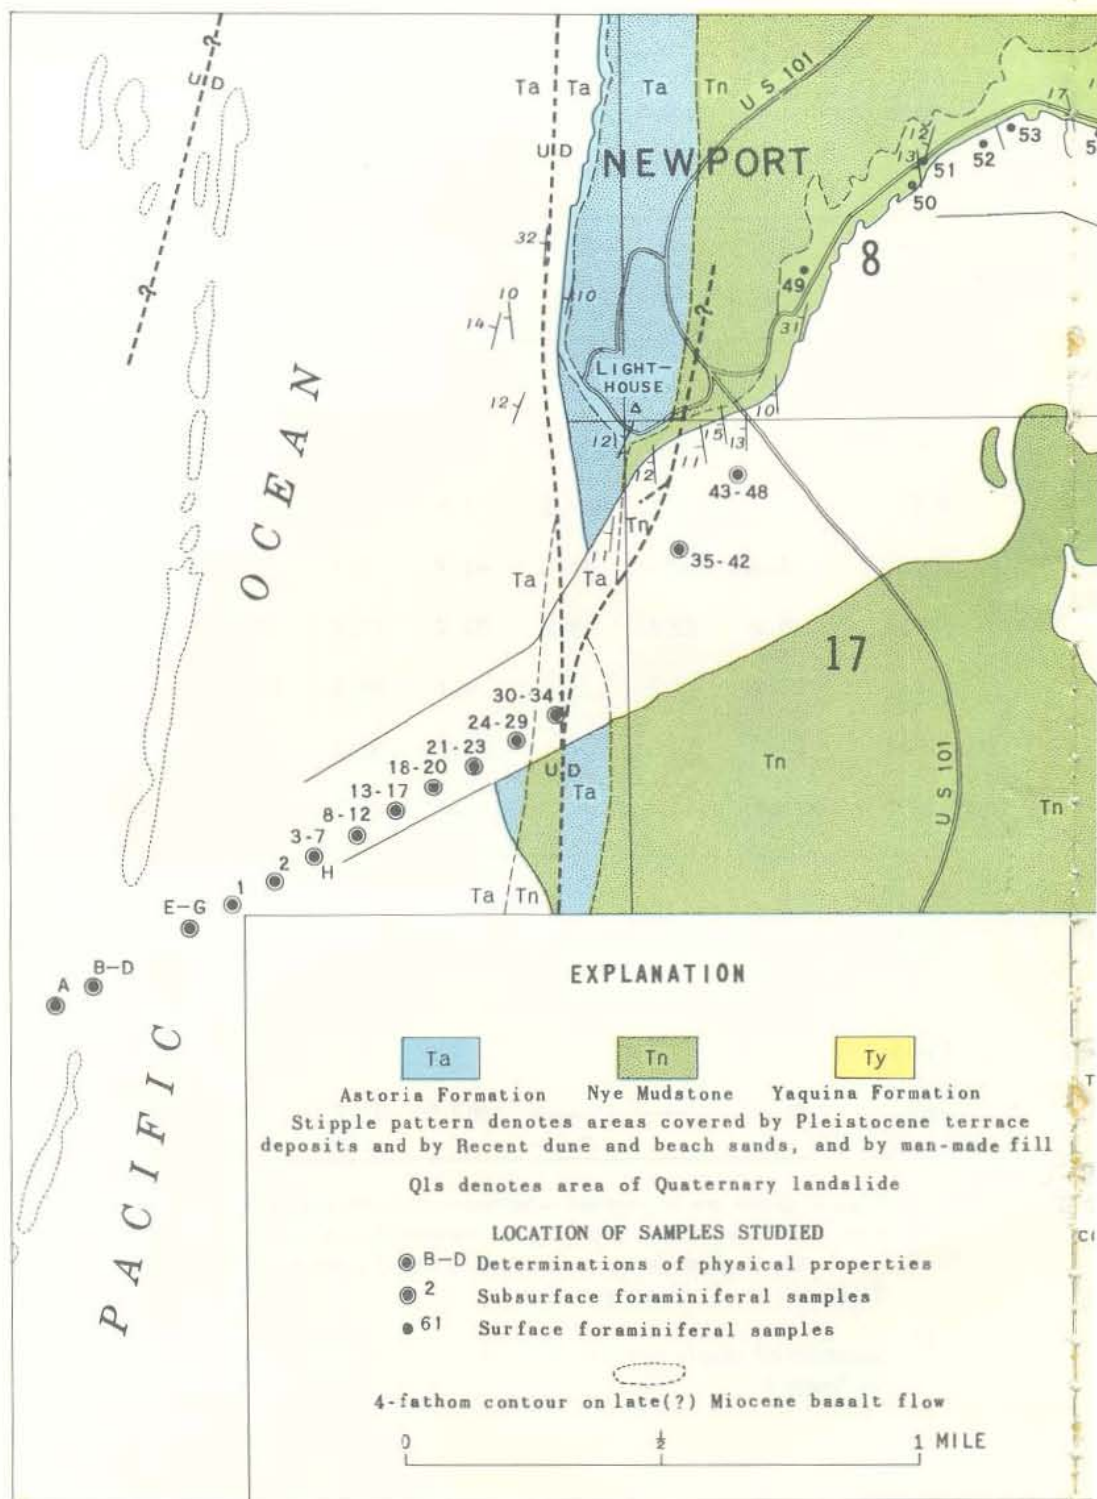 ?
U D
?
Ta
Ta
Ta
Tn
U S 101
U D
NEWPORT
17
12
13
53
52
51
50
8
49
31
32
10
10
14
12
?
LIGHT-
HOUSE
12
10
15
13
11
12
43-48
Tn
11
35-42
Ta
Ta
17
OCEAN
30-34
24-29
21-23
18-20
13-17
8-12
3-7
H
2
1
E-G
B-D
A
U D
Ta
Tn
U S 101
Tn
Ta
Tn
PACIFIC
EXPLANATION
Ta
Tn
Ty
Astoria Formation
Nye Mudstone
Yaquina Formation
Stipple pattern denotes areas covered by Pleistocene terrace
deposits and by Recent dune and beach sands, and by man-made fill
Qls denotes area of Quaternary landslide
LOCATION OF SAMPLES STUDIED
B-D Determinations of physical properties
2 Subsurface foraminiferal samples
61 Surface foraminiferal samples
4-fathom contour on late(?) Miocene basalt flow
0 ½ 1 MILE